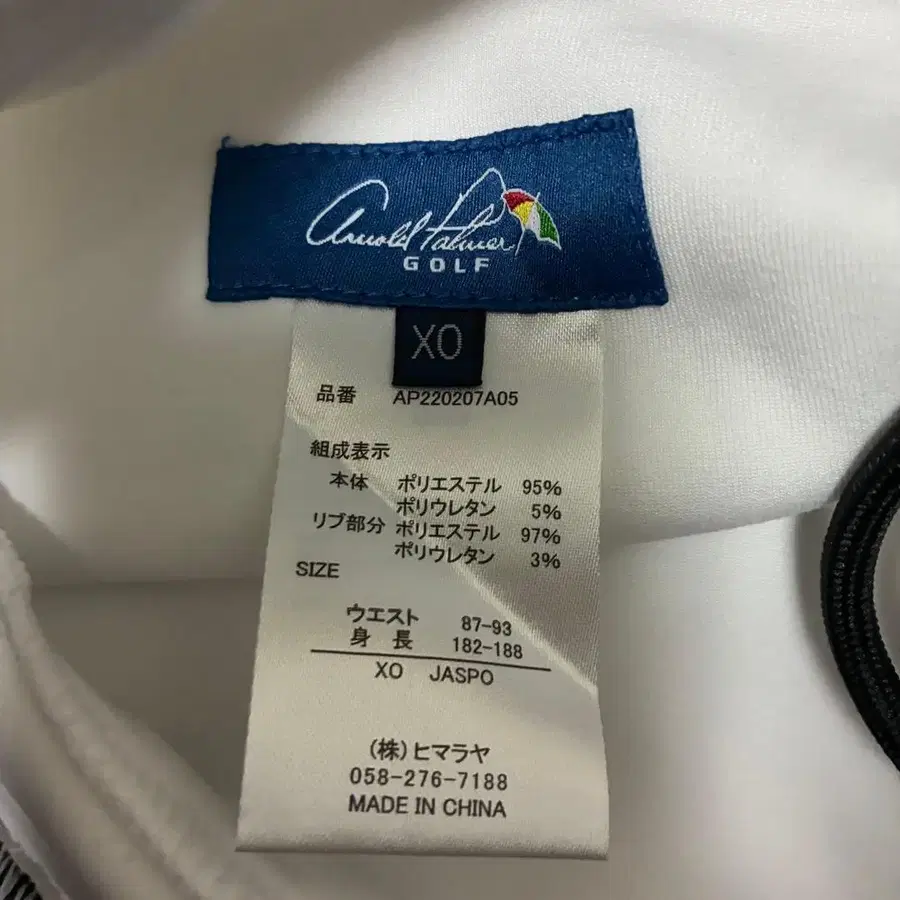 Arnold Palmer
GOLF
XO
品番 AP220207A05
組成表示
本体 ポリエステル 95%
ポリウレタン 5%
リブ部分 ポリエステル 97%
ポリウレタン 3%
SIZE
ウエスト 87-93
身長 182-188
XO JASPO
(株)ヒマラヤ
058-276-7188
MADE IN CHINA